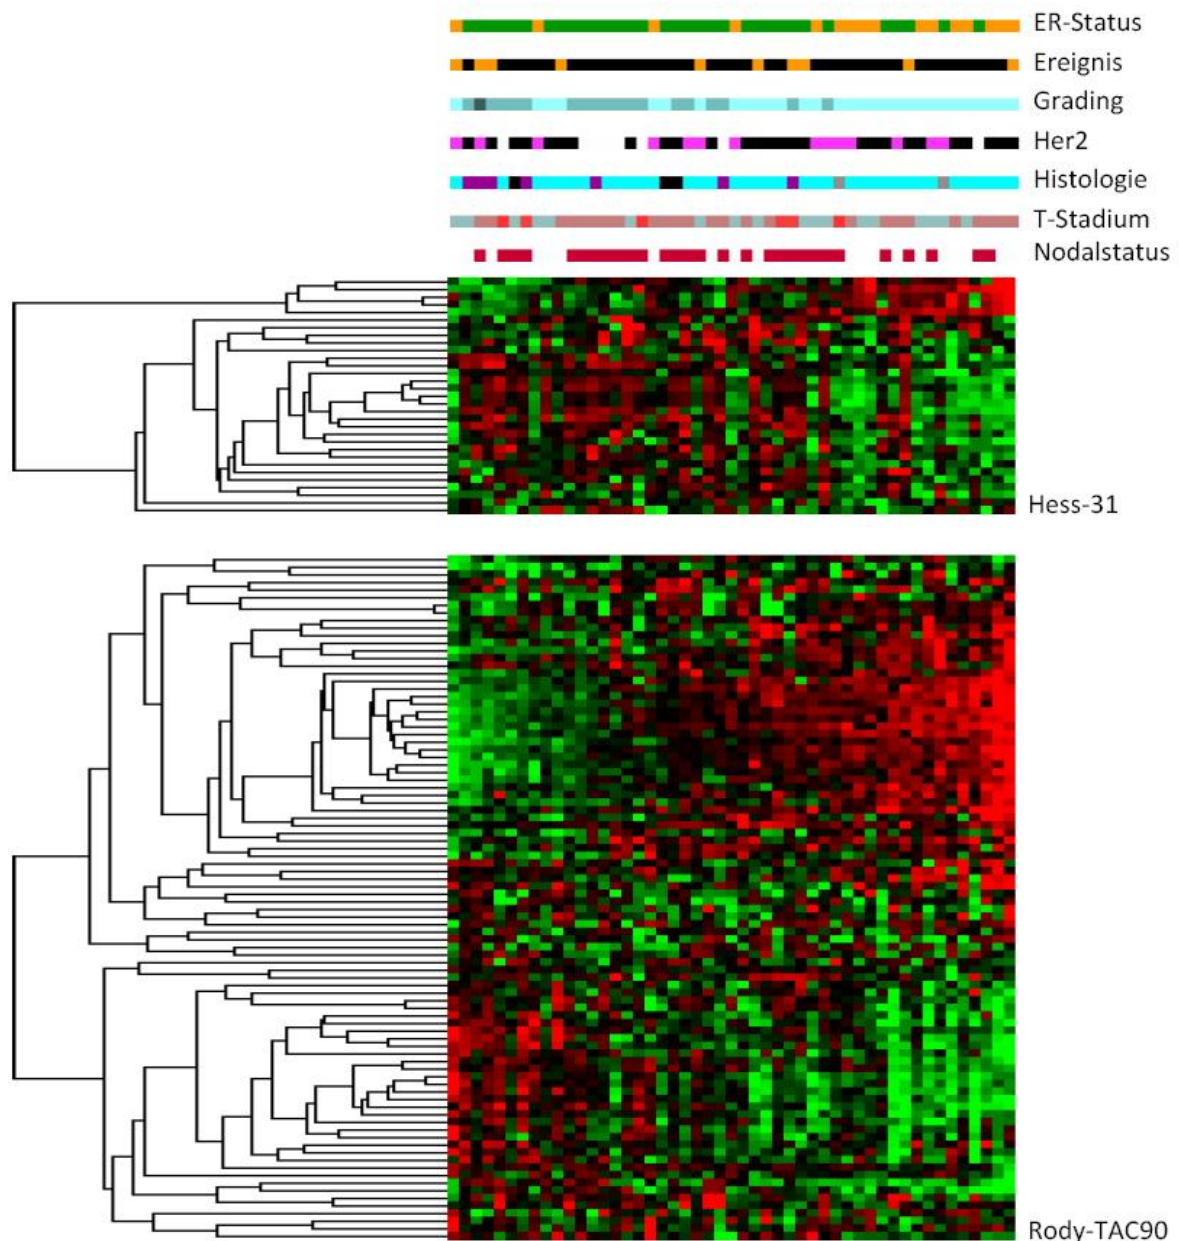 ER-Status
Ereignis
Grading
Her2
Histologie
T-Stadium
Nodalstatus
Hess-31
Rody-TAC90